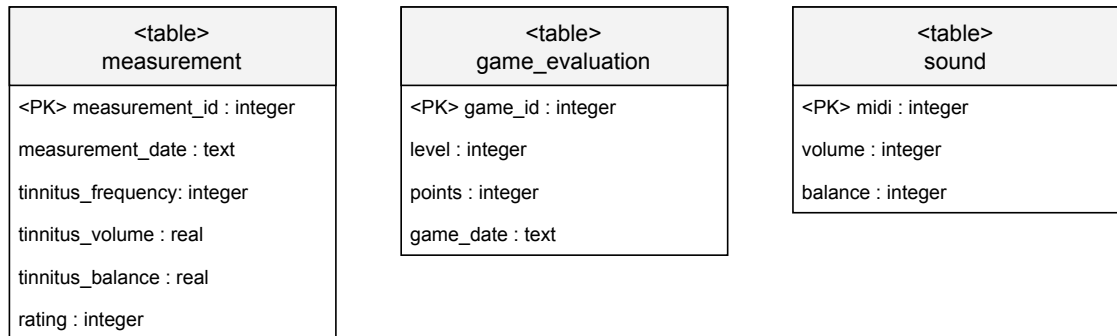 <table>
measurement
<PK> measurement_id : integer
measurement_date : text
tinnitus_frequency: integer
tinnitus_volume : real
tinnitus_balance : real
rating : integer
<table>
game_evaluation
<PK> game_id : integer
level : integer
points : integer
game_date : text
<table>
sound
<PK> midi : integer
volume : integer
balance : integer